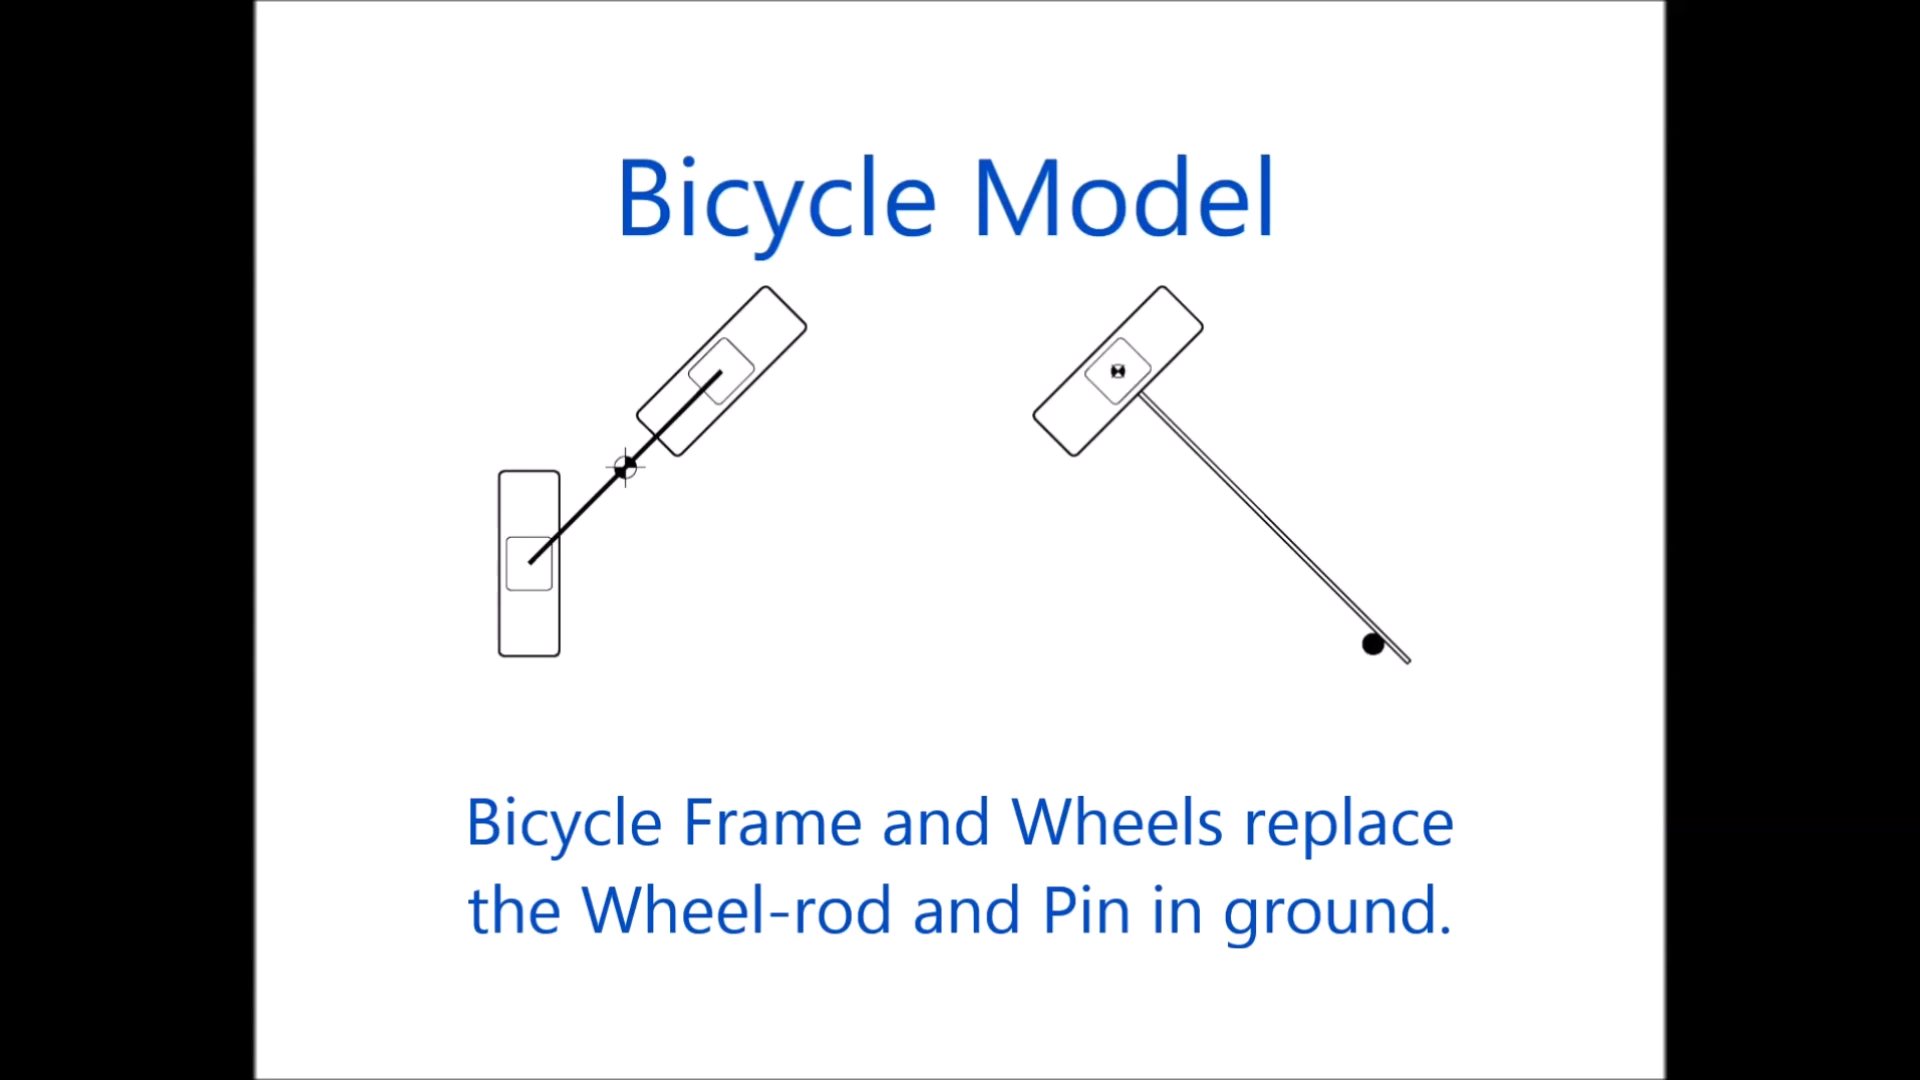 Bicycle Model
Bicycle Frame and Wheels replace
the Wheel-rod and Pin in ground.